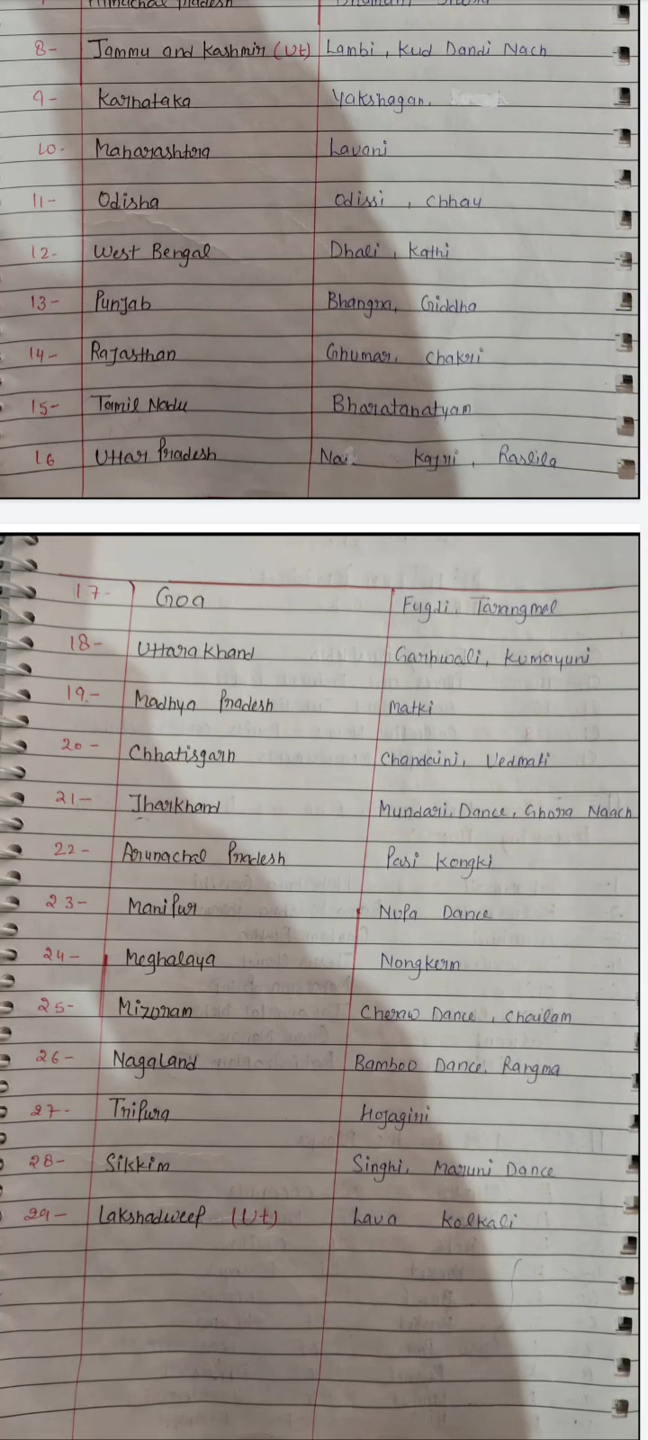 8- Jammu and Kashmir (Ut) Lambi, Kud Dandi Nach
9- Karnataka Yakshagan.
10- Maharashtra Lavani
11- Odisha Odissi, Chhau
12- West Bengal Dhali, Kathi
13- Punjab Bhangra, Giddha
14- Rajasthan Ghumar, Chakri
15- Tamil Nadu Bharatanatyam
16 Uttar Pradesh Kajri, Raslila
17- Goa Fugdi, Tarangmel
18- Uttarakhand Garhwali, Kumayuni
19- Madhya Pradesh Matki
20- Chhatisgarh Vedmati
21- Jharkhand Mundari, Dance, Ghora Naach
22- Arunachal Pradesh Pasi Kongki
23- Manipur Nupa Dance
24- Meghalaya Nongkrem
25- Mizoram Cheraw Dance, Chailam
26- Nagaland Bamboo Dance, Rangma
27- Tripura Hojagiri
28- Sikkim Singhi, Maruni Dance
29- Lakshadweep (Ut) Lava Kolkali